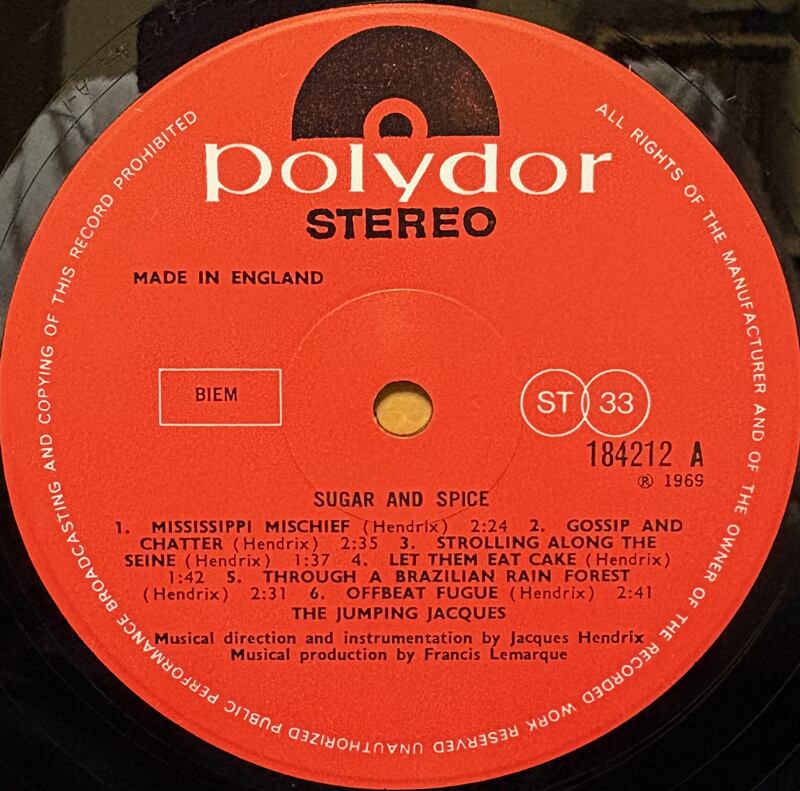 polydor
STEREO
MADE IN ENGLAND
BIEM
ST 33
184212 A
Ⓡ 1969
SUGAR AND SPICE
1. MISSISSIPPI MISCHIEF (Hendrix) 2:24 2. GOSSIP AND
CHATTER (Hendrix) 2:35 3. STROLLING ALONG THE
SEINE (Hendrix) 1:37 4. LET THEM EAT CAKE (Hendrix)
1:42 5. THROUGH A BRAZILIAN RAIN FOREST
(Hendrix) 2:31 6. OFFBEAT FUGUE (Hendrix) 2:41
THE JUMPING JACQUES
Musical direction and instrumentation by Jacques Hendrix
Musical production by Francis Lemarque
ALL RIGHTS OF THE MANUFACTURER AND OF THE OWNER OF THE RECORDED WORK RESERVED UNAUTHORIZED PUBLIC PERFORMANCE BROADCASTING AND COPYING OF THIS RECORD PROHIBITED